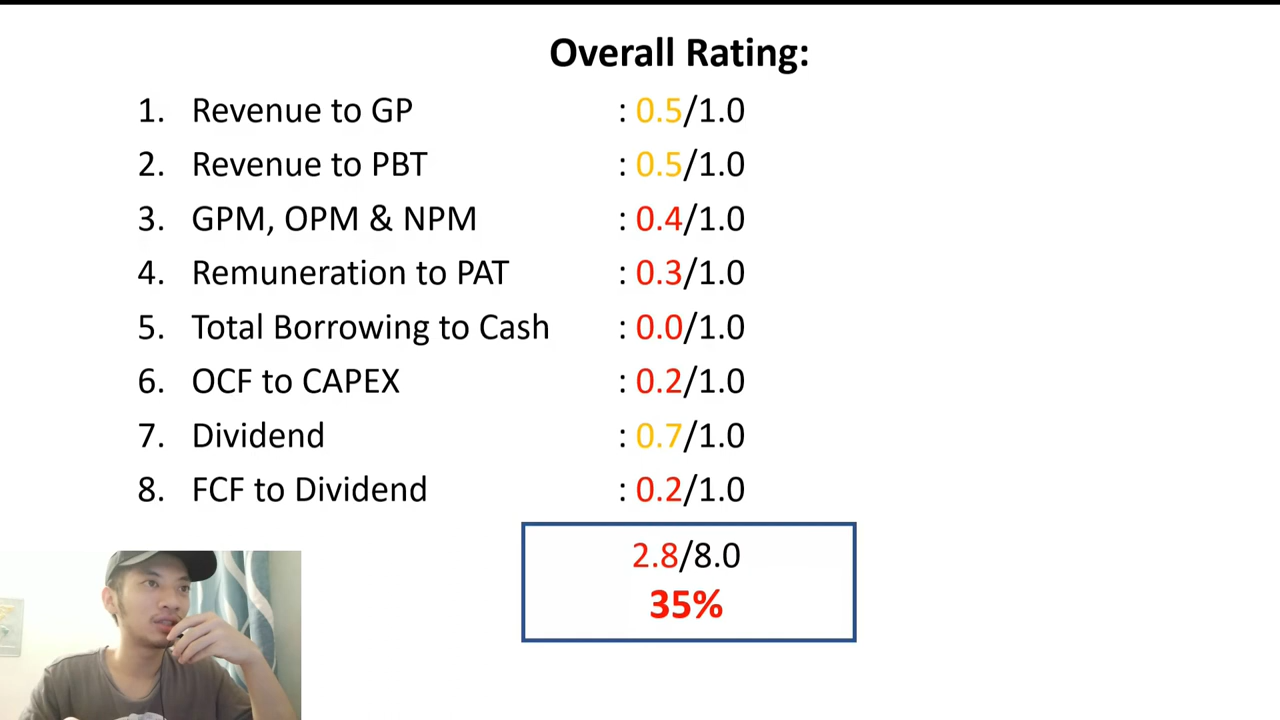 Overall Rating:
1. Revenue to GP : 0.5/1.0
2. Revenue to PBT : 0.5/1.0
3. GPM, OPM & NPM : 0.4/1.0
4. Remuneration to PAT : 0.3/1.0
5. Total Borrowing to Cash : 0.0/1.0
6. OCF to CAPEX : 0.2/1.0
7. Dividend : 0.7/1.0
8. FCF to Dividend : 0.2/1.0
2.8/8.0
35%